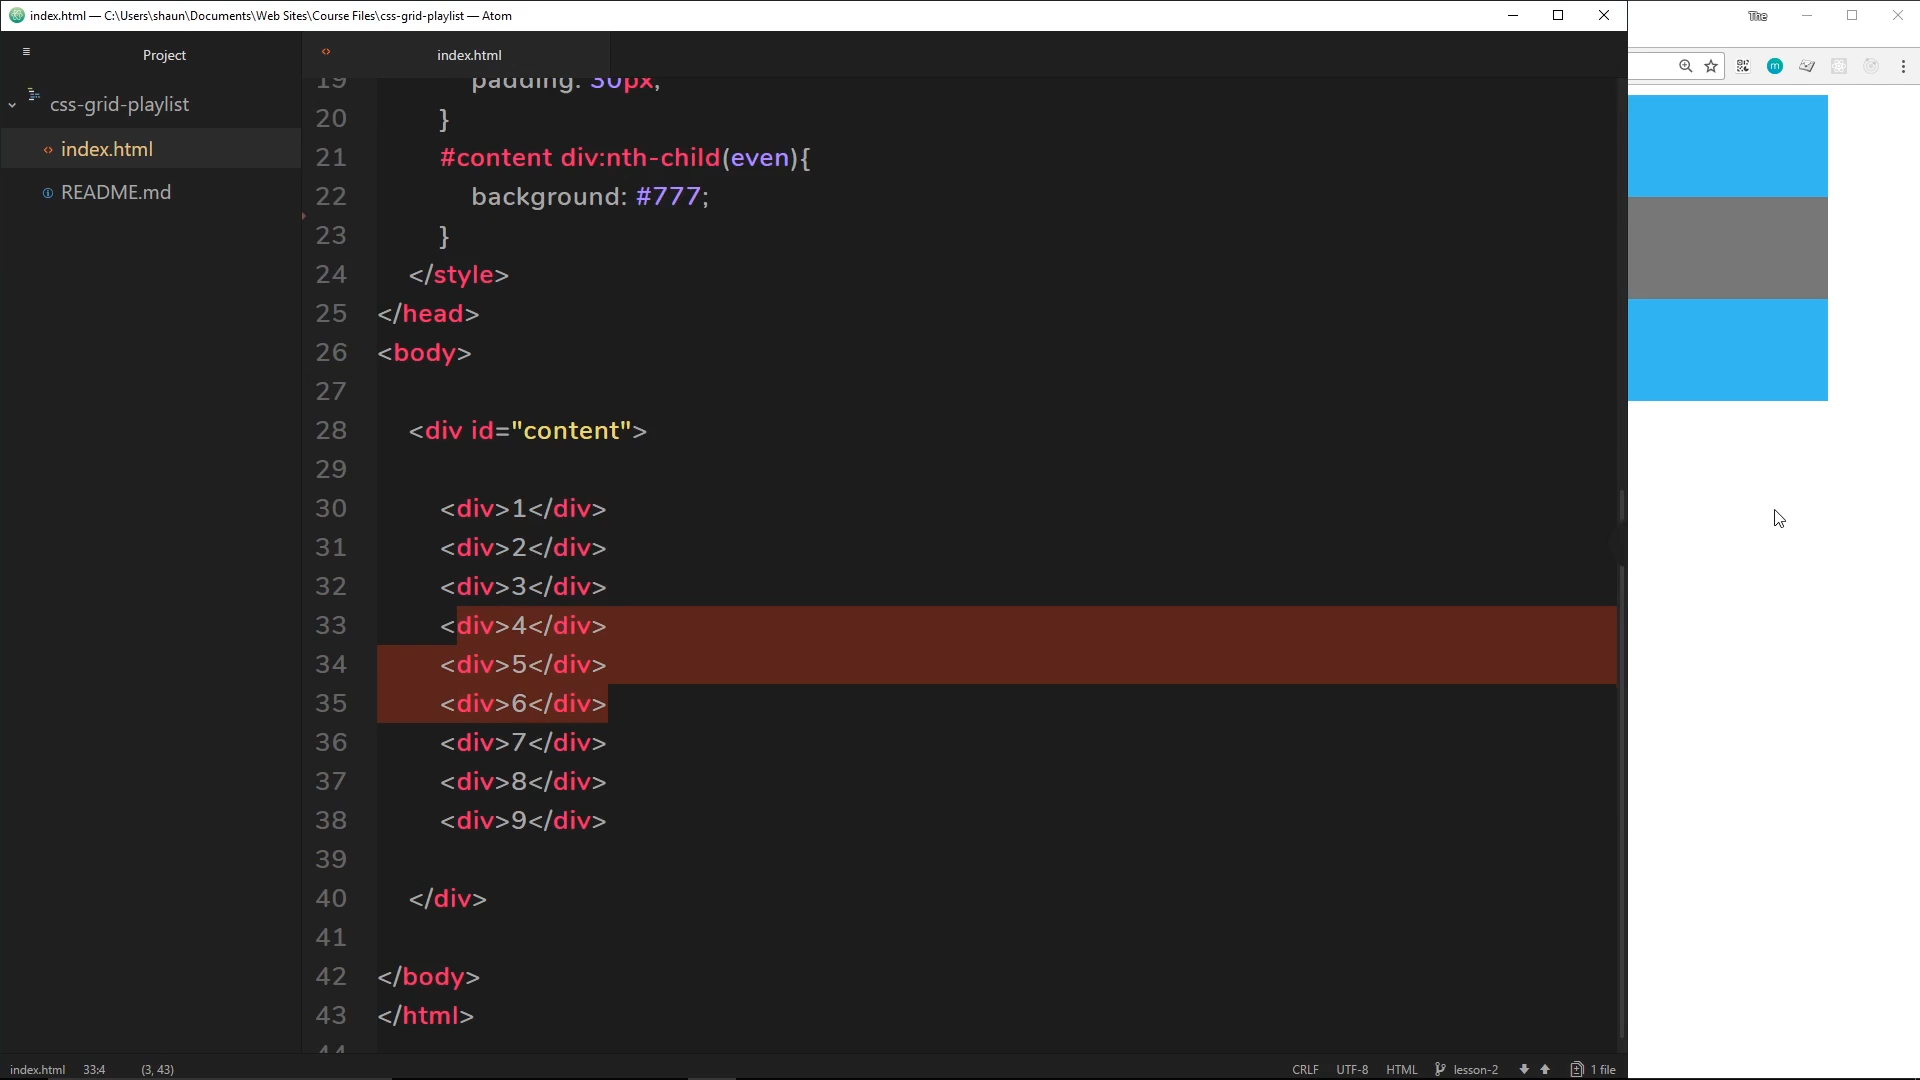 index.html — C:\Users\shaun\Documents\Web Sites\Course Files\css-grid-playlist — Atom
The
Project
index.html
css-grid-playlist
index.html
README.md
19 padding: 30px;
20 }
21 #content div:nth-child(even){
22 background: #777;
23 }
24 </style>
25 </head>
26 <body>
27
28 <div id="content">
29
30 <div>1</div>
31 <div>2</div>
32 <div>3</div>
33 <div>4</div>
34 <div>5</div>
35 <div>6</div>
36 <div>7</div>
37 <div>8</div>
38 <div>9</div>
39
40 </div>
41
42 </body>
43 </html>
44
m
index.html 33:4 (3, 43) CRLF UTF-8 HTML lesson-2 1 file